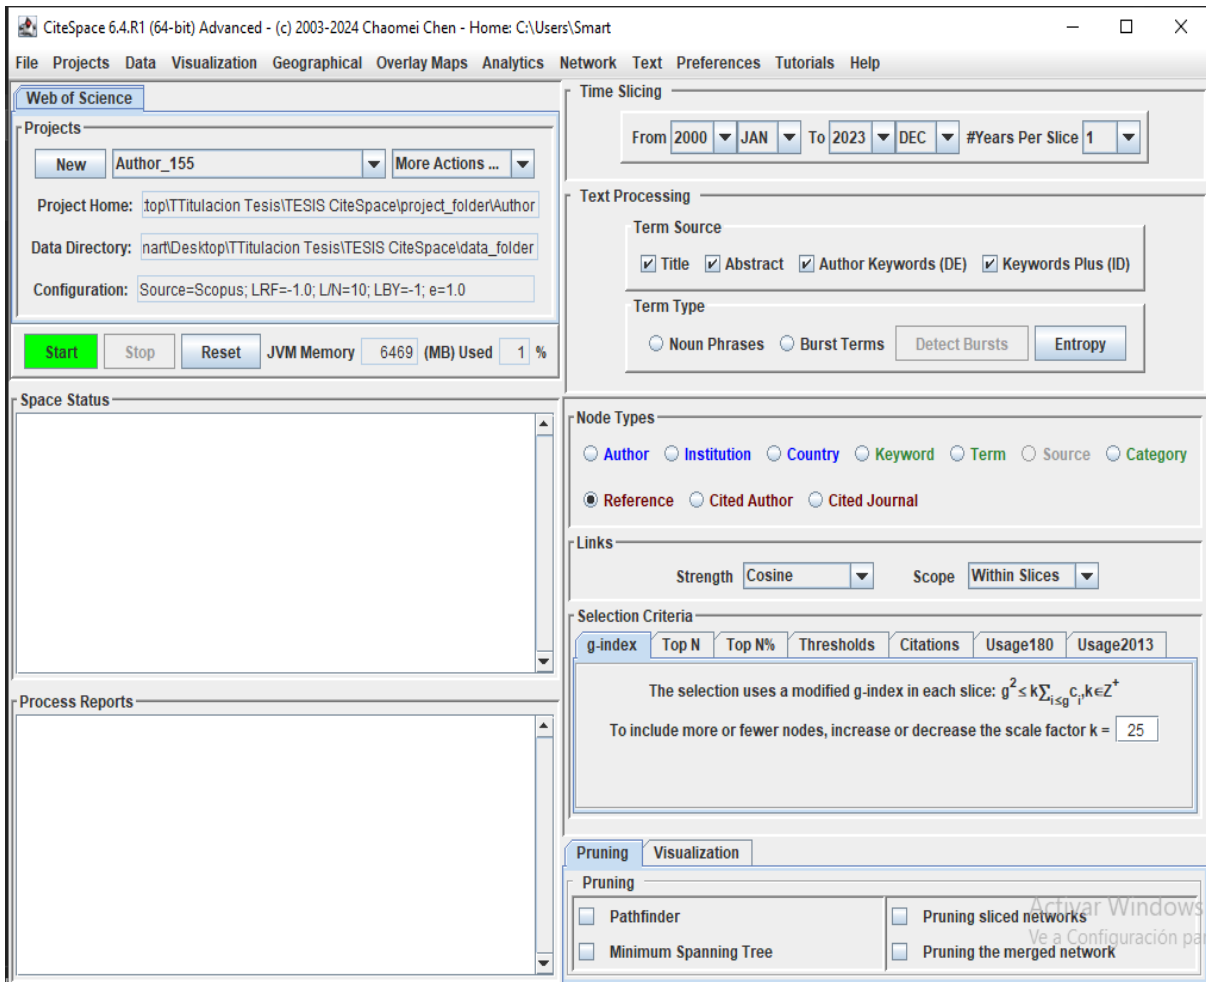 CiteSpace 6.4.R1 (64-bit) Advanced - (c) 2003-2024 Chaomei Chen - Home: C:\Users\Smart
File Projects Data Visualization Geographical Overlay Maps Analytics Network Text Preferences Tutorials Help
Web of Science
Projects
New Author_155 More Actions ...
Project Home: :top\TTitulacion Tesis\TESIS CiteSpace\project_folder\Author
Data Directory: nart\Desktop\TTitulacion Tesis\TESIS CiteSpace\data_folder
Configuration: Source=Scopus; LRF=-1.0; L/N=10; LBY=-1; e=1.0
Start Stop Reset JVM Memory 6469 (MB) Used 1 %
Space Status
Process Reports
Time Slicing
From 2000 JAN To 2023 DEC #Years Per Slice 1
Text Processing
Term Source
Title Abstract Author Keywords (DE) Keywords Plus (ID)
Term Type
Noun Phrases Burst Terms Detect Bursts Entropy
Node Types
Author Institution Country Keyword Term Source Category
Reference Cited Author Cited Journal
Links
Strength Cosine Scope Within Slices
Selection Criteria
g-index Top N Top N% Thresholds Citations Usage180 Usage2013
The selection uses a modified g-index in each slice: g² ≤ k∑i≤g ci, k∈Z⁺
To include more or fewer nodes, increase or decrease the scale factor k = 25
Pruning Visualization
Pruning
Pathfinder Pruning sliced networks
Minimum Spanning Tree Pruning the merged network
Activar Windows
Ve a Configuración pa